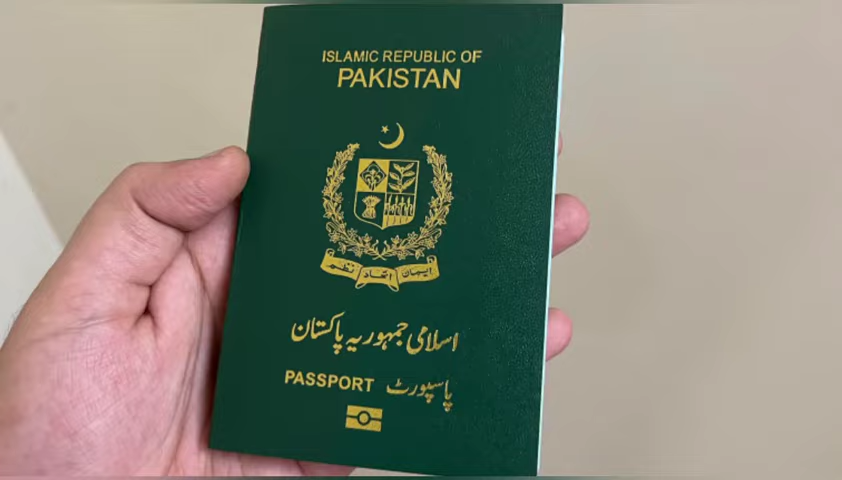 ISLAMIC REPUBLIC OF
PAKISTAN
ایمان اتحاد نظم
اسلامی جمہوریہ پاکستان
PASSPORT پاسپورٹ